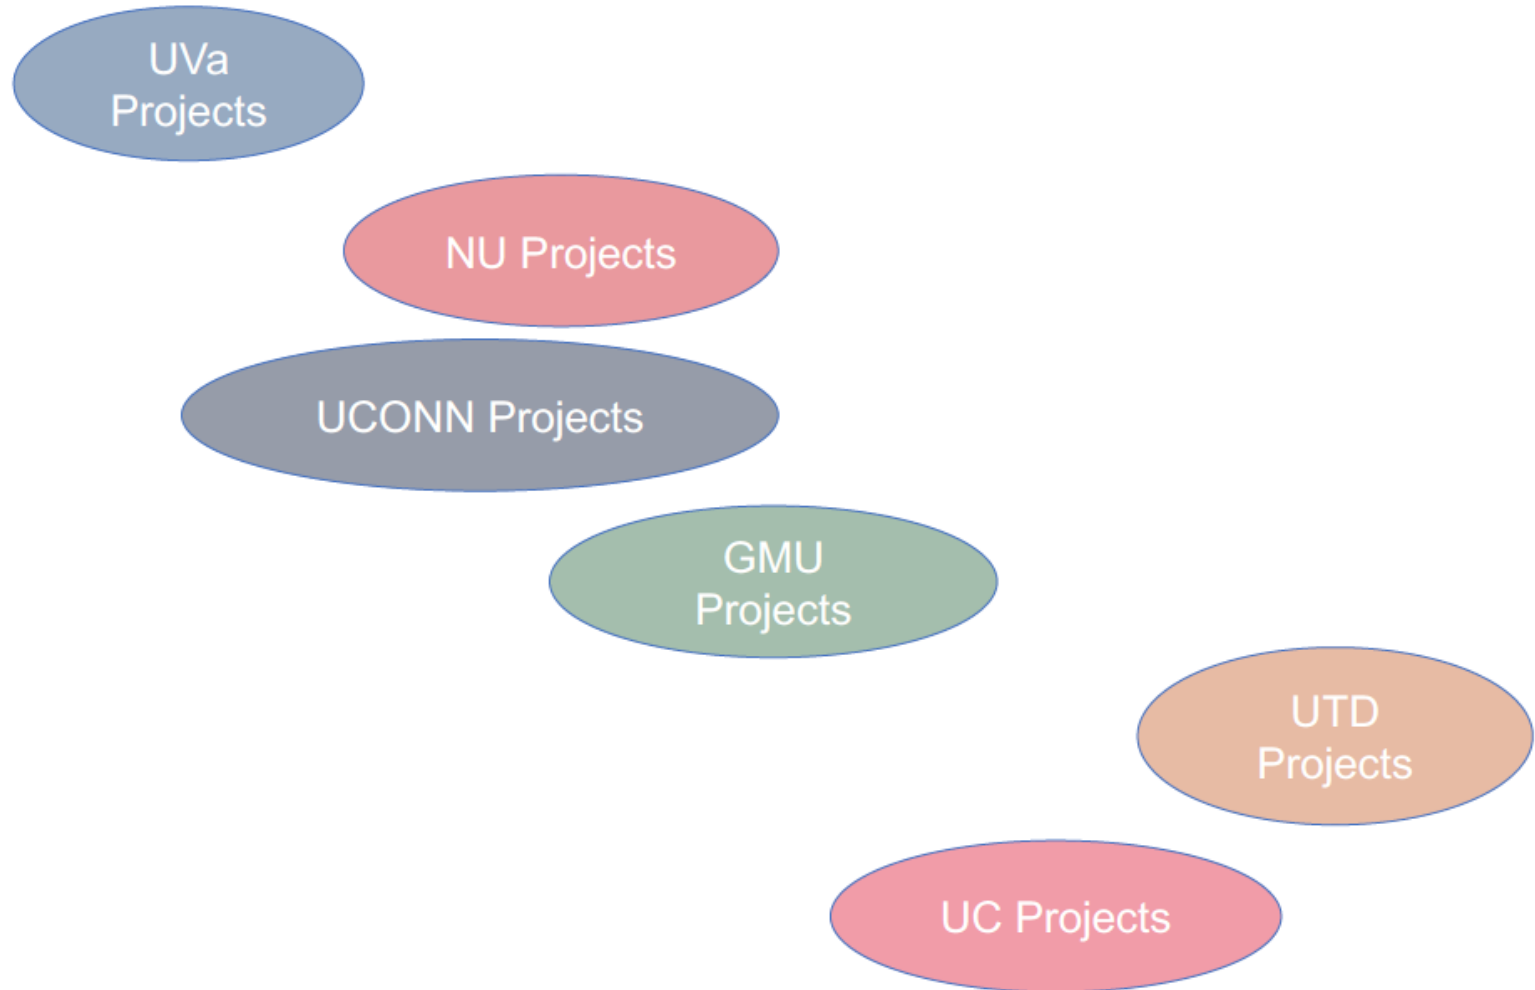 UVa
Projects
NU Projects
UCONN Projects
GMU
Projects
UTD
Projects
UC Projects